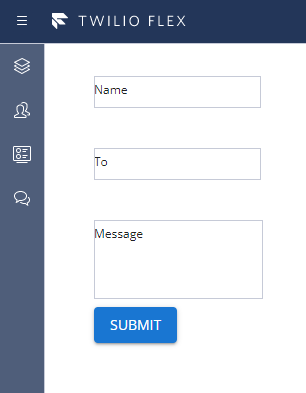 TWILIO FLEX
Name
To
Message
SUBMIT